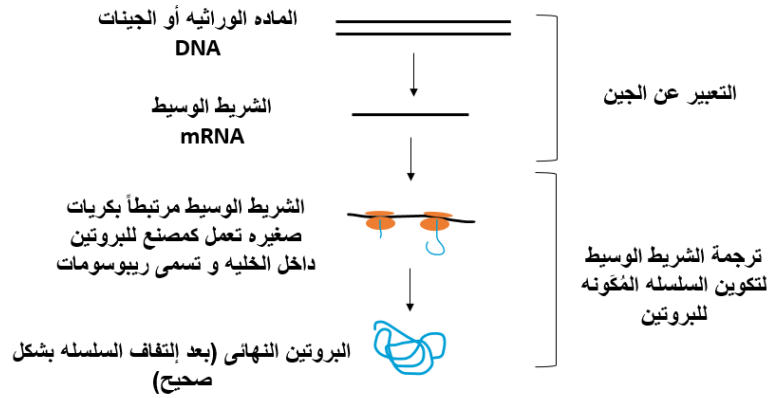 الماده الوراثيه أو الجينات
DNA
التعبير عن الجين
الشريط الوسيط
mRNA
الشريط الوسيط مرتبطاً بكريات
صغيره تعمل كمصنع للبروتين
داخل الخليه و تسمى ريبوسومات
ترجمة الشريط الوسيط
لتكوين السلسله المُكَونه
للبروتين
البروتين النهائى (بعد إلتفاف السلسله بشكل
صحيح)